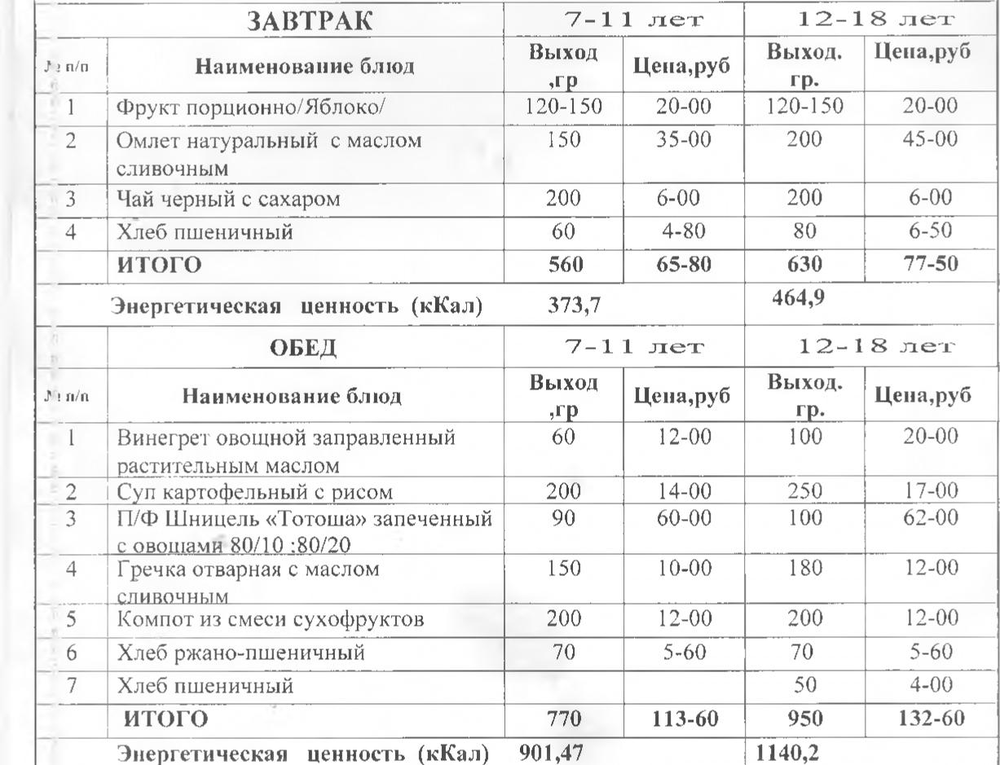 ЗАВТРАК 7-11 лет 12-18 лет
№ п/п Наименование блюд Выход ,гр Цена,руб Выход. гр. Цена,руб
1 Фрукт порционно/Яблоко/ 120-150 20-00 120-150 20-00
2 Омлет натуральный с маслом 150 35-00 200 45-00
сливочным
3 Чай черный с сахаром 200 6-00 200 6-00
4 Хлеб пшеничный 60 4-80 80 6-50
ИТОГО 560 65-80 630 77-50
Энергетическая ценность (кКал) 373,7 464,9
ОБЕД 7-11 лет 12-18 лет
№ п/п Наименование блюд Выход ,гр Цена,руб Выход. гр. Цена,руб
1 Винегрет овощной заправленный 60 12-00 100 20-00
растительным маслом
2 Суп картофельный с рисом 200 14-00 250 17-00
3 П/Ф Шницель «Тотоша» запеченный 90 60-00 100 62-00
с овощами 80/10 ;80/20
4 Гречка отварная с маслом 150 10-00 180 12-00
сливочным
5 Компот из смеси сухофруктов 200 12-00 200 12-00
6 Хлеб ржано-пшеничный 70 5-60 70 5-60
7 Хлеб пшеничный 50 4-00
ИТОГО 770 113-60 950 132-60
Энергетическая ценность (кКал) 901,47 1140,2